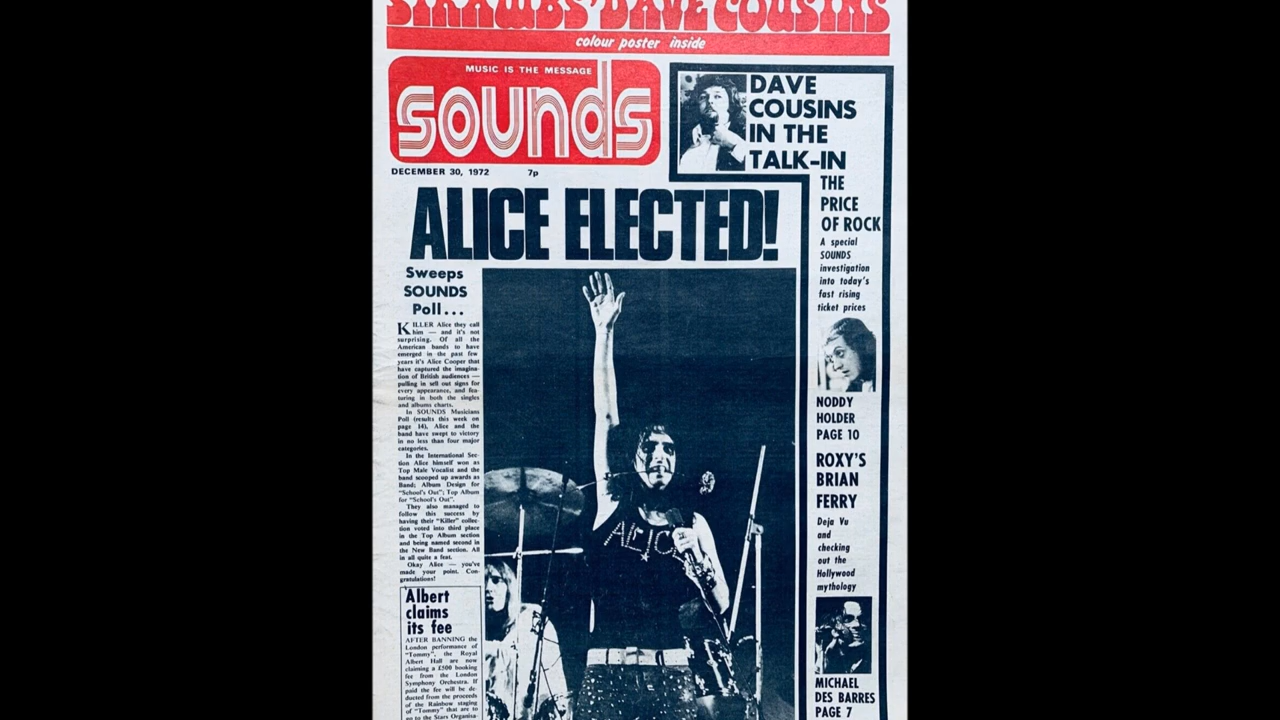 STRAWBS' DAVE COUSINS
colour poster inside
MUSIC IS THE MESSAGE
sounds
DECEMBER 30, 1972 7p
DAVE
COUSINS
IN THE
TALK-IN
ALICE ELECTED!
Sweeps
SOUNDS
Poll...
KILLER Alice they call
him — and it's not
surprising. Of all the
American bands to have
emerged in the past few
years it's Alice Cooper that
have captured the imagina-
tion of British audiences —
pulling in sell out signs for
every appearance, and fea-
turing in both the singles
and albums charts.
In SOUNDS Musicians
Poll (results this week on
page 14), Alice and the
band have swept to victory
in no less than four major
categories.
In the International Sec-
tion Alice himself won as
Top Male Vocalist and the
band scooped up awards as
Band; Album Design for
"School's Out"; Top Album
for "School's Out".
They also managed to
follow this success by
having their "Killer" collec-
tion voted into third place
in the Top Album section
and being named second in
the New Band section. All
in all quite a feat.
Okay Alice — you've
made your point. Con-
gratulations!
Albert
claims
its fee
AFTER BANNING the
London performance of
"Tommy", the Royal
Albert Hall are now
claiming a £500 booking
fee from the London
Symphony Orchestra. If
paid the fee will be de-
ducted from the proceeds
of the Rainbow staging
of "Tommy" that are to
go to the Stars Organisa-
ALICE
THE
PRICE
OF ROCK
A special
SOUNDS
investigation
into today's
fast rising
ticket prices
NODDY
HOLDER
PAGE 10
ROXY'S
BRIAN
FERRY
Deja Vu
and
checking
out the
Hollywood
mythology
MICHAEL
DES BARRES
PAGE 7